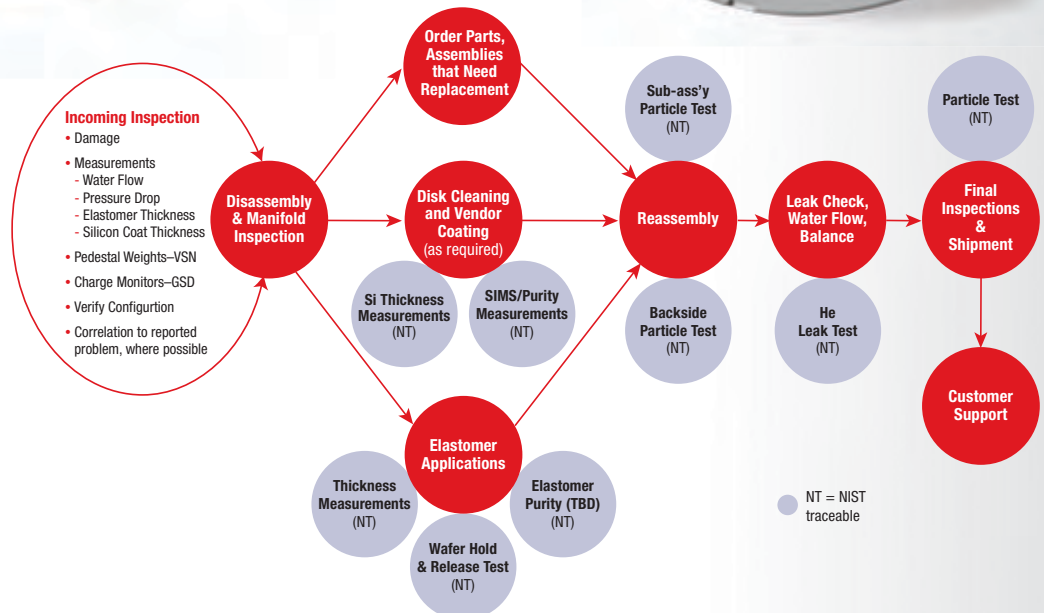 Incoming Inspection
• Damage
• Measurements
- Water Flow
- Pressure Drop
- Elastomer Thickness
- Silicon Coat Thickness
• Pedestal Weights–VSN
• Charge Monitors–GSD
• Verify Configurtion
• Correlation to reported
problem, where possible
Disassembly
& Manifold
Inspection
Order Parts,
Assemblies
that Need
Replacement
Disk Cleaning
and Vendor
Coating
(as required)
Si Thickness
Measurements
(NT)
SIMS/Purity
Measurements
(NT)
Elastomer
Applications
Thickness
Measurements
(NT)
Wafer Hold
& Release Test
(NT)
Elastomer
Purity (TBD)
(NT)
Sub-ass'y
Particle Test
(NT)
Reassembly
Backside
Particle Test
(NT)
Leak Check,
Water Flow,
Balance
He
Leak Test
(NT)
Particle Test
(NT)
Final
Inspections
&
Shipment
Customer
Support
NT = NIST
traceable